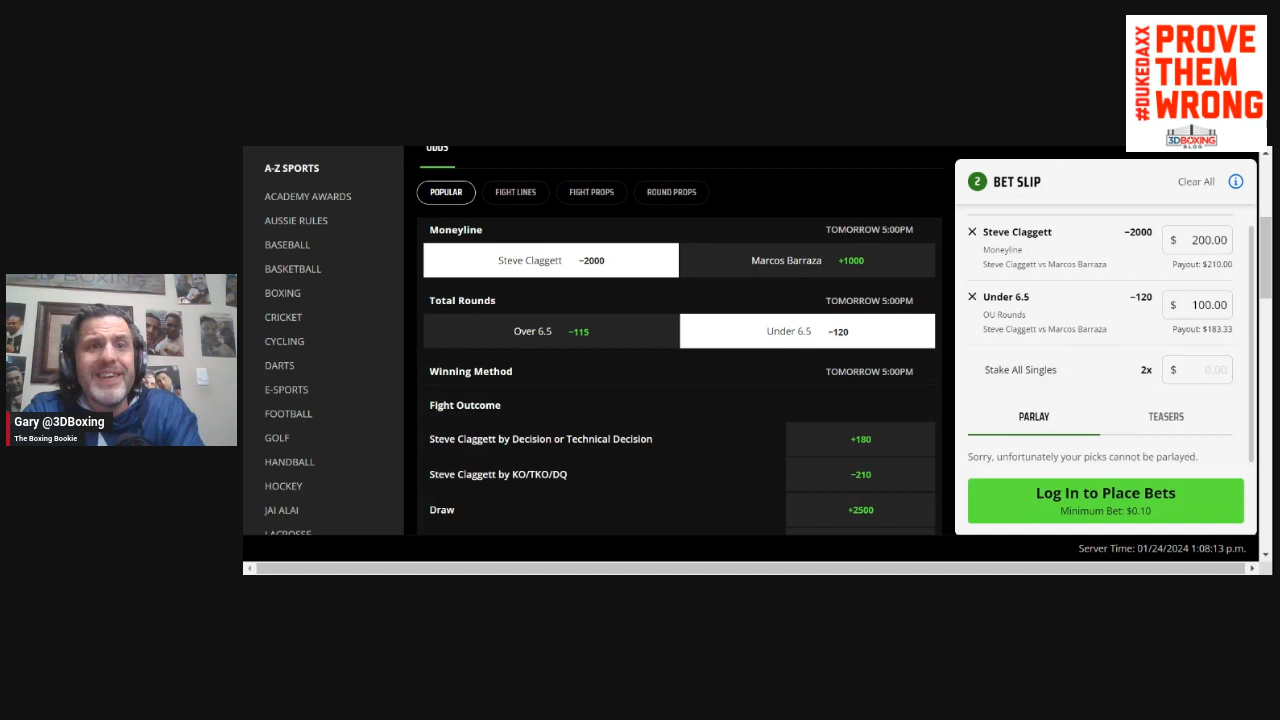 #DUKEDAXX
PROVE
THEM
WRONG
3DBOXING
BLOG
ODDS
A-Z SPORTS
ACADEMY AWARDS
AUSSIE RULES
BASEBALL
BASKETBALL
BOXING
CRICKET
CYCLING
DARTS
E-SPORTS
FOOTBALL
GOLF
HANDBALL
HOCKEY
JAI ALAI
LACROSSE
POPULAR FIGHT LINES FIGHT PROPS ROUND PROPS
Moneyline TOMORROW 5:00PM
Steve Claggett −2000 Marcos Barraza +1000
Total Rounds TOMORROW 5:00PM
Over 6.5 −115 Under 6.5 −120
Winning Method TOMORROW 5:00PM
Fight Outcome
Steve Claggett by Decision or Technical Decision +180
Steve Claggett by KO/TKO/DQ −210
Draw +2500
2 BET SLIP Clear All i
Steve Claggett −2000 $ 200.00
Moneyline
Steve Claggett vs Marcos Barraza Payout: $210.00
Under 6.5 −120 $ 100.00
OU Rounds
Steve Claggett vs Marcos Barraza Payout: $183.33
Stake All Singles 2x $ 0.00
PARLAY TEASERS
Sorry, unfortunately your picks cannot be parlayed.
Log In to Place Bets
Minimum Bet: $0.10
Server Time: 01/24/2024 1:08:13 p.m.
Gary @3DBoxing
The Boxing Bookie